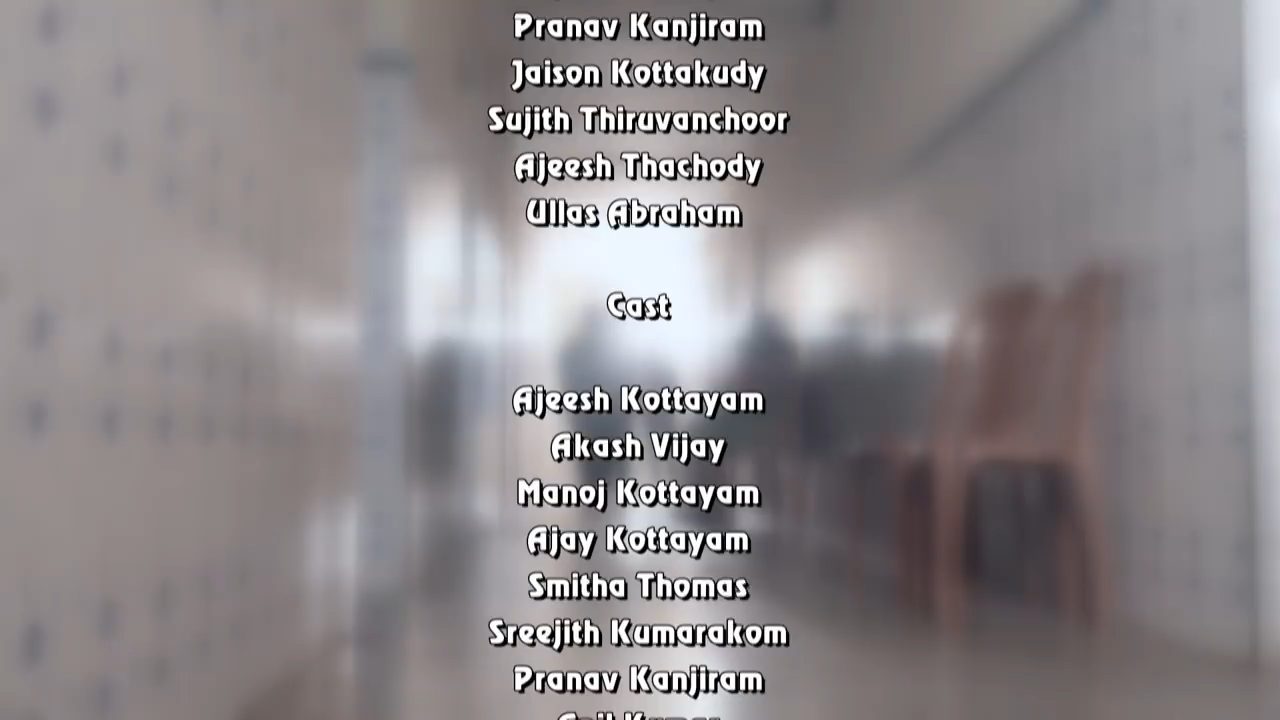 Pranav Kanjiram
Jaison Kottakudy
Sujith Thiruvanchoor
Ajeesh Thachody
Ullas Abraham
Cast
Ajeesh Kottayam
Akash Vijay
Manoj Kottayam
Ajay Kottayam
Smitha Thomas
Sreejith Kumarakom
Pranav Kanjiram